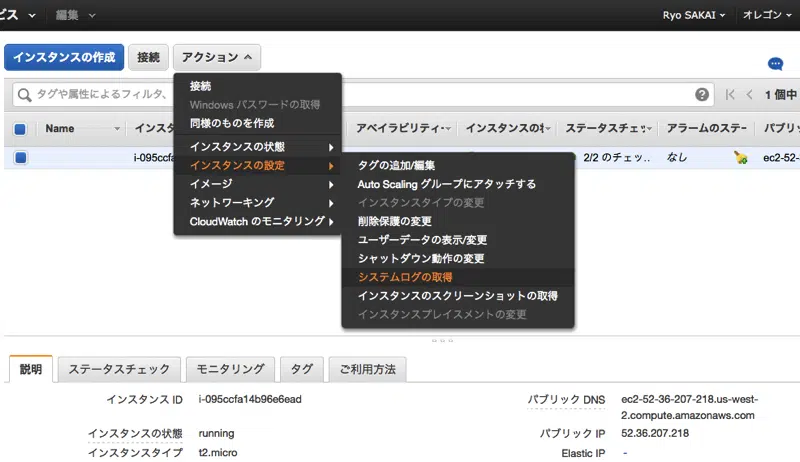 ビス 編集 Ryo SAKAI オレゴン
インスタンスの作成 接続 アクション
タグや属性によるフィルタ、 1 個中
接続
Windows パスワードの取得
同様のものを作成
インスタンスの状態
インスタンスの設定
イメージ
ネットワーキング
CloudWatch のモニタリング
Name インスタ アベイラビリティ- インスタンスの状 ステータスチェッ アラームのステー パブリ
i-095ccfa 2/2 のチェッ... なし ec2-52-
タグの追加/編集
Auto Scaling グループにアタッチする
インスタンスタイプの変更
削除保護の変更
ユーザーデータの表示/変更
シャットダウン動作の変更
システムログの取得
インスタンスのスクリーンショットの取得
インスタンスプレイスメントの変更
説明 ステータスチェック モニタリング タグ ご利用方法
インスタンス ID i-095ccfa14b96e6ead パブリック DNS ec2-52-36-207-218.us-west-
2.compute.amazonaws.com
インスタンスの状態 running パブリック IP 52.36.207.218
インスタンスタイプ t2.micro Elastic IP -